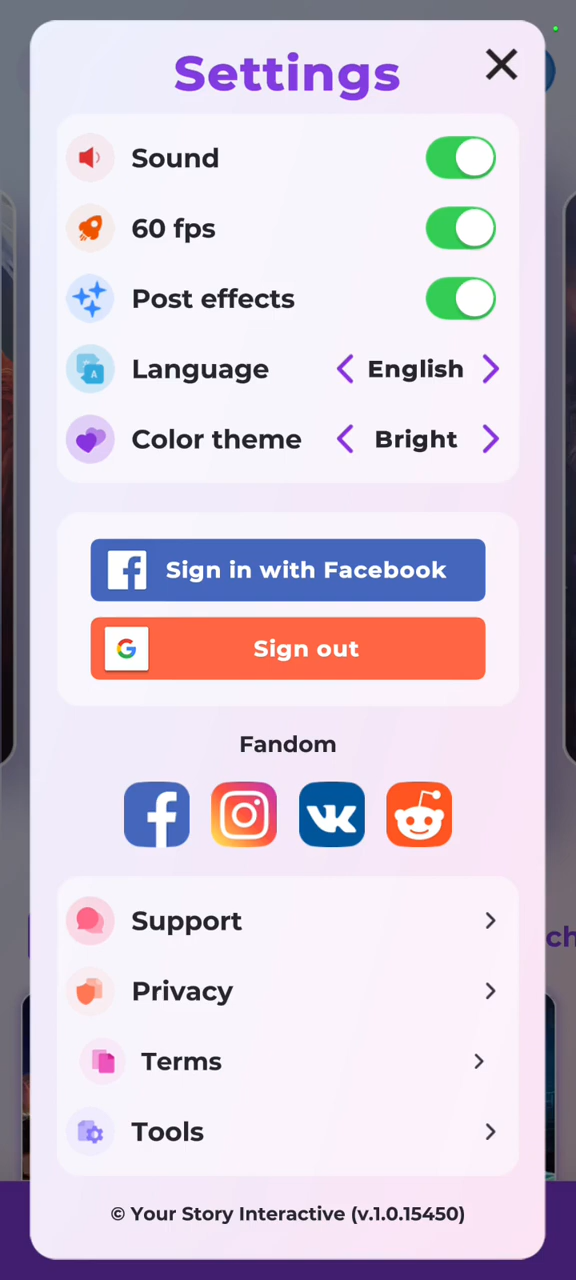 Settings
Sound
60 fps
Post effects
Language English
Color theme Bright
Sign in with Facebook
Sign out
Fandom
Support
ch
Privacy
Terms
Tools
© Your Story Interactive (v.1.0.15450)